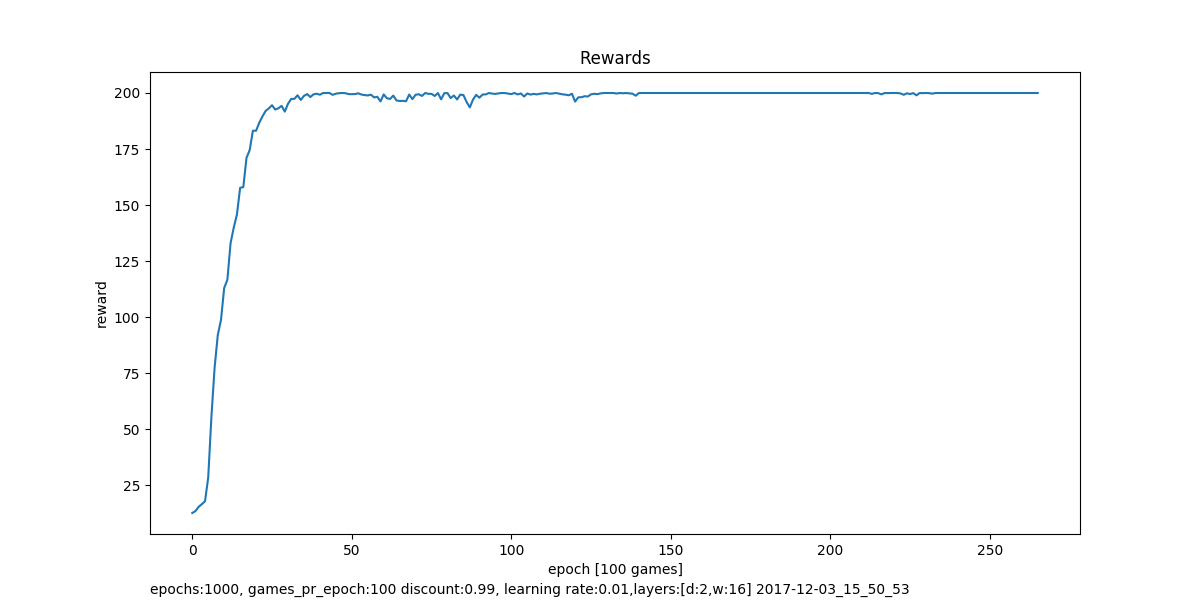 Rewards
200
175
150
125
100
75
50
25
reward
0 50 100 150 200 250
epoch [100 games]
epochs:1000, games_pr_epoch:100 discount:0.99, learning rate:0.01,layers:[d:2,w:16] 2017-12-03_15_50_53